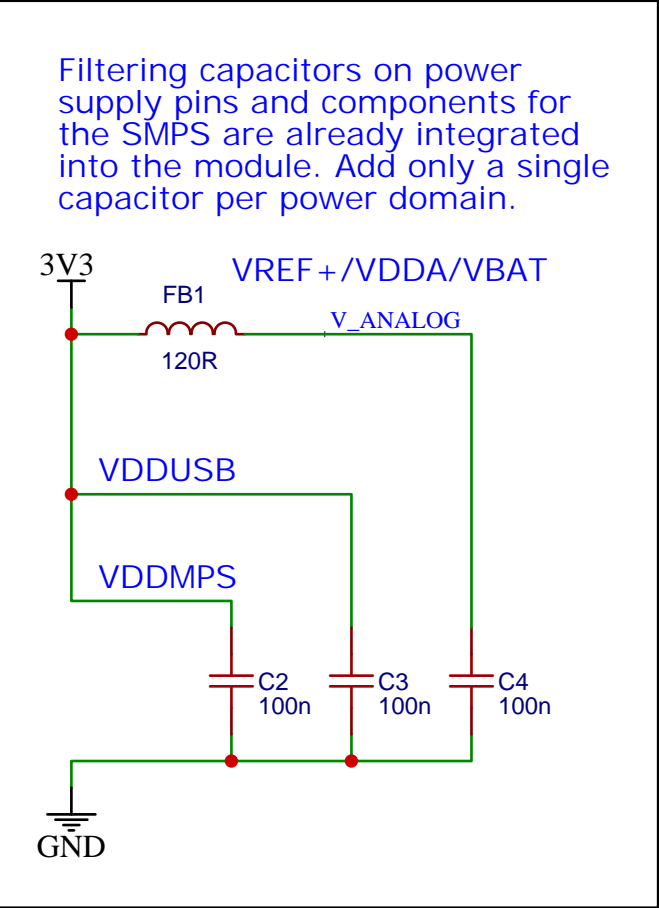 Filtering capacitors on power
supply pins and components for
the SMPS are already integrated
into the module. Add only a single
capacitor per power domain.
3V3
VREF+/VDDA/VBAT
FB1
V_ANALOG
120R
VDDUSB
VDDMPS
C2
100n
C3
100n
C4
100n
GND